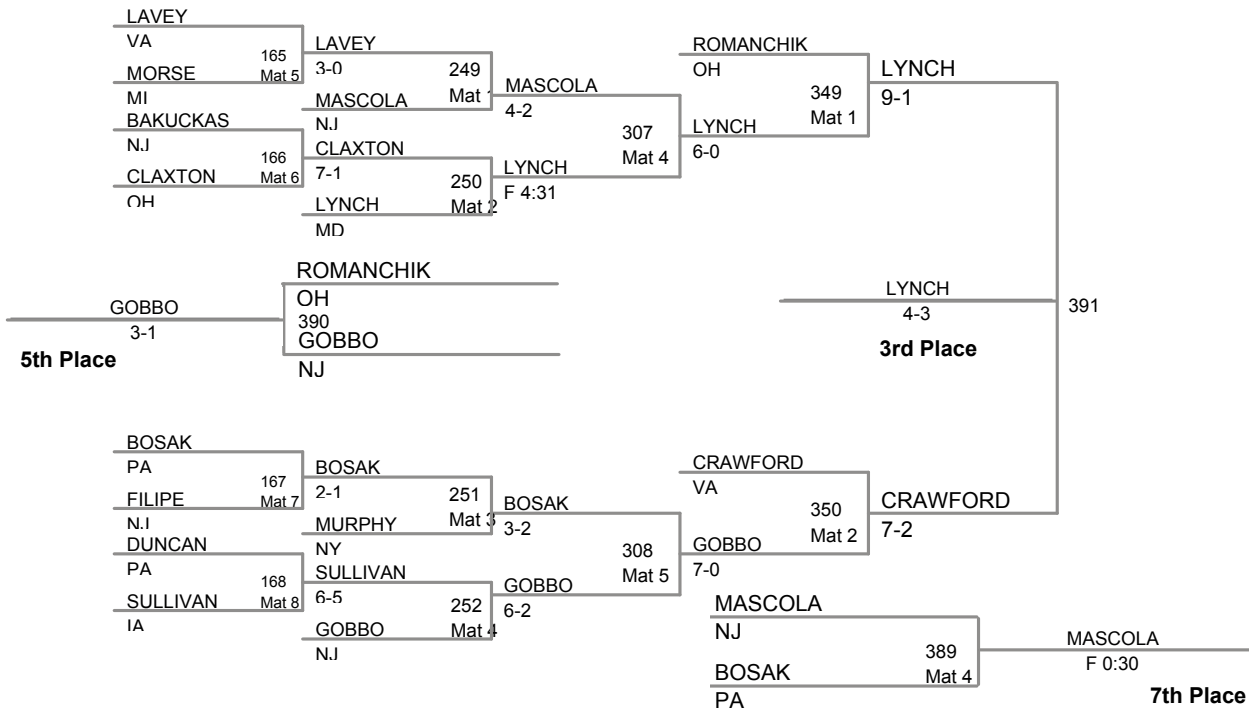 LAVEY
VA
165
Mat 5
MORSE
MI
LAVEY
3-0
249
Mat 1
MASCOLA
NJ
BAKUCKAS
NJ
166
Mat 6
CLAXTON
OH
CLAXTON
7-1
250
Mat 2
LYNCH
MD
MASCOLA
4-2
307
Mat 4
LYNCH
F 4:31
ROMANCHIK
OH
349
Mat 1
LYNCH
6-0
LYNCH
9-1
ROMANCHIK
OH
390
GOBBO
NJ
GOBBO
3-1
5th Place
LYNCH
4-3
3rd Place
391
BOSAK
PA
167
Mat 7
FILIPE
NJ
BOSAK
2-1
251
Mat 3
MURPHY
NY
DUNCAN
PA
168
Mat 8
SULLIVAN
IA
SULLIVAN
6-5
252
Mat 4
GOBBO
NJ
BOSAK
3-2
308
Mat 5
GOBBO
6-2
CRAWFORD
VA
350
Mat 2
GOBBO
7-0
CRAWFORD
7-2
MASCOLA
NJ
389
Mat 4
BOSAK
PA
MASCOLA
F 0:30
7th Place